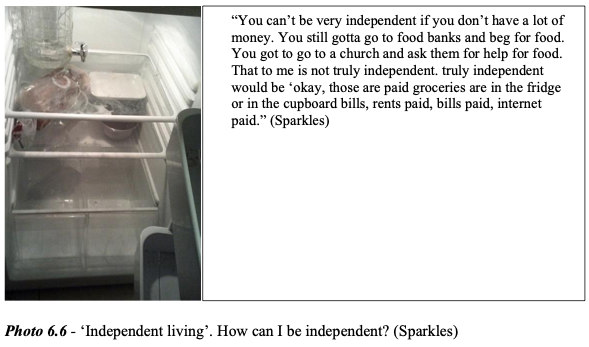 “You can’t be very independent if you don’t have a lot of
money. You still gotta go to food banks and beg for food.
You got to go to a church and ask them for help for food.
That to me is not truly independent. truly independent
would be ‘okay, those are paid groceries are in the fridge
or in the cupboard bills, rents paid, bills paid, internet
paid.” (Sparkles)
Photo 6.6 - ‘Independent living’. How can I be independent? (Sparkles)